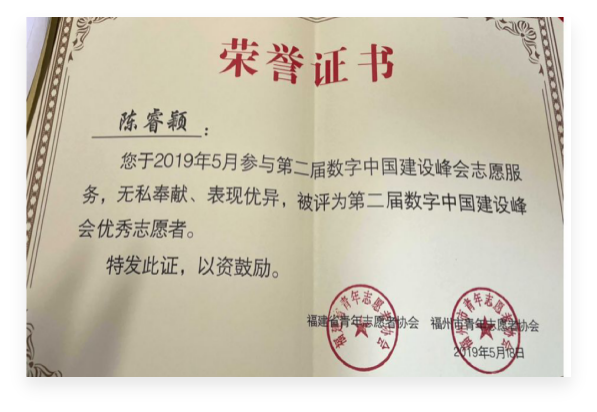 荣誉证书
陈睿颖：
您于2019年5月参与第二届数字中国建设峰会志愿服
务，无私奉献、表现优异，被评为第二届数字中国建设峰
会优秀志愿者。
特发此证，以资鼓励。
福建省青年志愿者协会 福州市青年志愿者协会
2019年5月18日